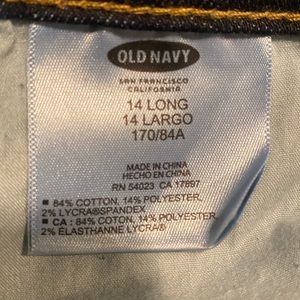 OLD NAVY
SAN FRANCISCO
CALIFORNIA
14 LONG
14 LARGO
170/84A
MADE IN CHINA
HECHO EN CHINA
RN 54023 CA 17897
■ 84% COTTON, 14% POLYESTER,
2% LYCRA®SPANDEX
■ CA : 84% COTON, 14% POLYESTER,
2% ÉLASTHANNE LYCRA®